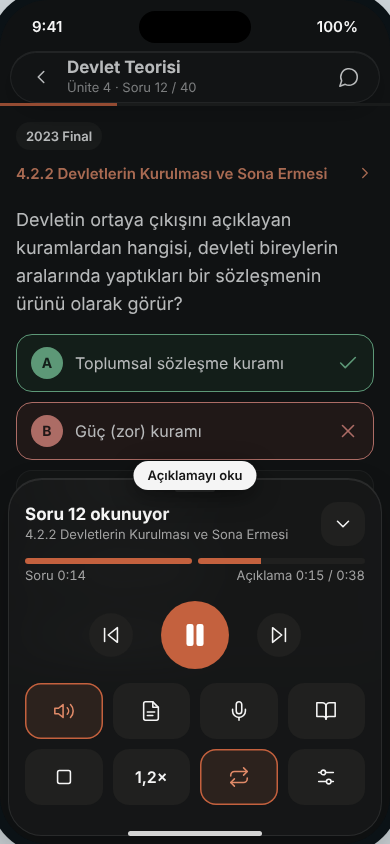 9:41
100%
Devlet Teorisi
Ünite 4 · Soru 12 / 40
2023 Final
4.2.2 Devletlerin Kurulması ve Sona Ermesi
Devletin ortaya çıkışını açıklayan
kuramlardan hangisi, devleti bireylerin
aralarında yaptıkları bir sözleşmenin
ürünü olarak görür?
A Toplumsal sözleşme kuramı
B Güç (zor) kuramı
Açıklamayı oku
Soru 12 okunuyor
4.2.2 Devletlerin Kurulması ve Sona Ermesi
Soru 0:14
Açıklama 0:15 / 0:38
1,2×